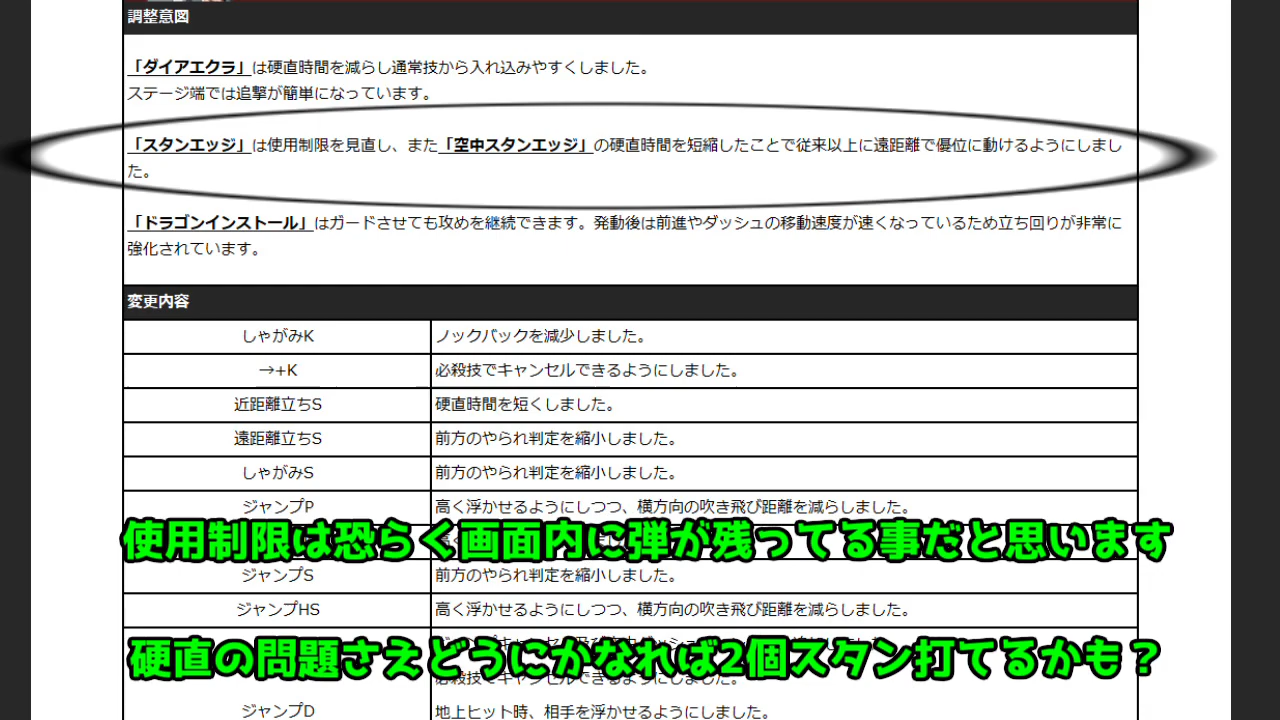 調整意図
「ダイアエクラ」は硬直時間を減らし通常技から入れ込みやすくしました。
ステージ端では追撃が簡単になっています。
「スタンエッジ」は使用制限を見直し、また「空中スタンエッジ」の硬直時間を短縮したことで従来以上に遠距離で優位に動けるようにしまし
た。
「ドラゴンインストール」はガードさせても攻めを継続できます。発動後は前進やダッシュの移動速度が速くなっているため立ち回りが非常に
強化されています。
変更内容
しゃがみK ノックバックを減少しました。
→+K 必殺技でキャンセルできるようにしました。
近距離立ちS 硬直時間を短くしました。
遠距離立ちS 前方のやられ判定を縮小しました。
しゃがみS 前方のやられ判定を縮小しました。
ジャンプP 高く浮かせるようにしつつ、横方向の吹き飛び距離を減らしました。
使用制限は恐らく画面内に弾が残ってる事だと思います
ジャンプS 前方のやられ判定を縮小しました。
ジャンプHS 高く浮かせるようにしつつ、横方向の吹き飛び距離を減らしました。
硬直の問題さえどうにかなれば2個スタン打てるかも？
必殺技でキャンセルできるようにしました。
ジャンプD 地上ヒット時、相手を浮かせるようにしました。